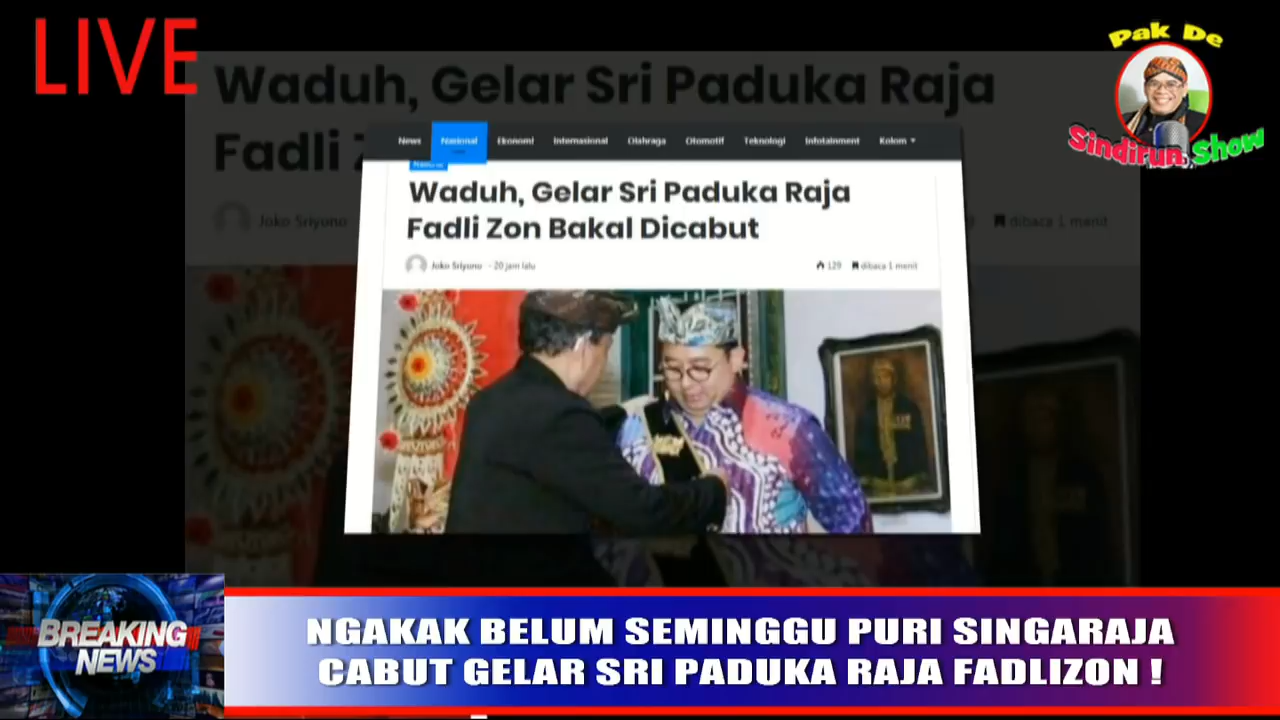 LIVE
Pak De
Sindirun Show
Waduh, Gelar Sri Paduka Raja
Fadli Z
Joko Sriyono
dibaca 1 menit
News Nasional Ekonomi Internasional Olahraga Otomotif Teknologi Infotainment Kolom
Nasional
Waduh, Gelar Sri Paduka Raja
Fadli Zon Bakal Dicabut
Joko Sriyono - 20 jam lalu 129 dibaca 1 menit
BREAKING
NEWS
NGAKAK BELUM SEMINGGU PURI SINGARAJA
CABUT GELAR SRI PADUKA RAJA FADLIZON !